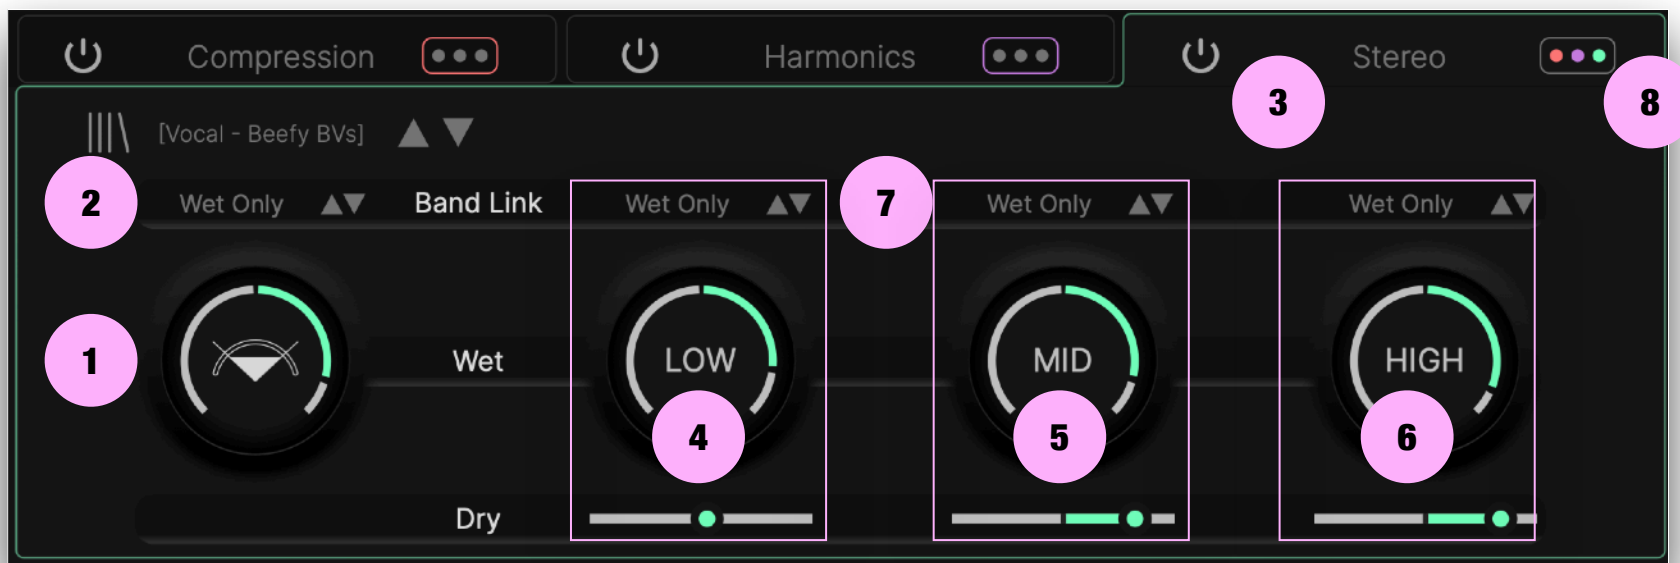 Compression Harmonics Stereo
3 8
[Vocal - Beefy BVs]
2 Wet Only Band Link Wet Only 7 Wet Only Wet Only
1 Wet LOW MID HIGH
4 5 6
Dry